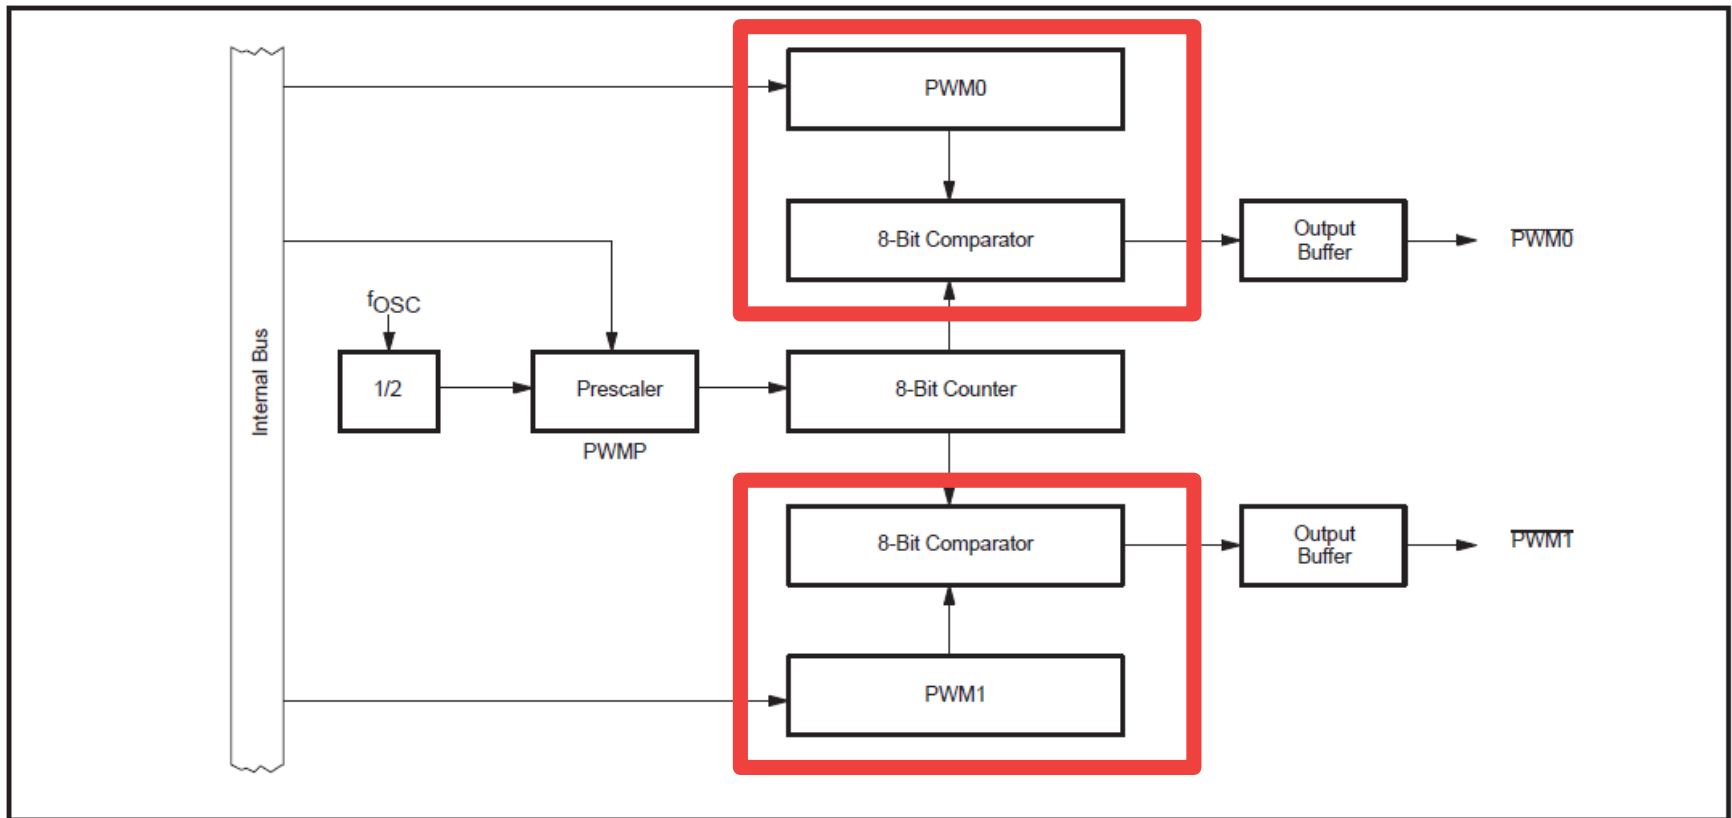 PWM0
8-Bit Comparator
Output
Buffer
PWM0
fOSC
Internal Bus
1/2
Prescaler
8-Bit Counter
PWMP
8-Bit Comparator
Output
Buffer
PWM1
PWM1